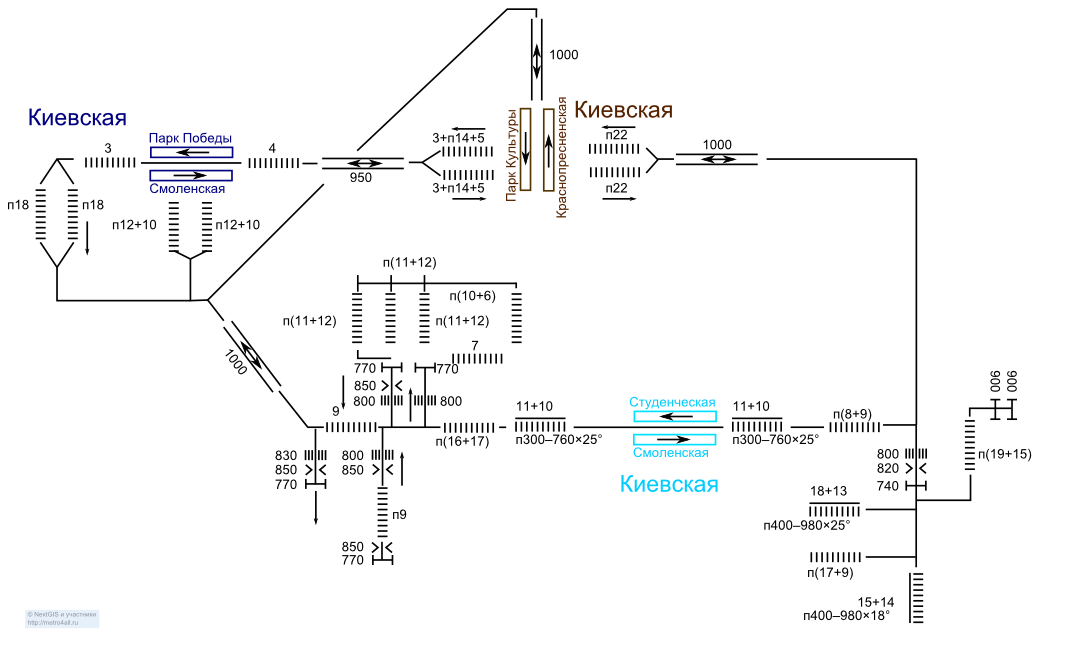 1000
Киевская
Киевская
Парк Победы
3
4
Смоленская
950
3+п14+5
3+п14+5
Парк Культуры
Краснопресненская
п22
п22
1000
п18
п18
п12+10
п12+10
п(11+12)
п(10+6)
п(11+12)
п(11+12)
7
1000
770
770
850
800
800
9
п(16+17)
11+10
п300–760×25°
Студенческая
Смоленская
Киевская
11+10
п300–760×25°
п(8+9)
830
850
770
800
850
п9
850
770
800
820
740
900
900
п(19+15)
18+13
п400–980×25°
п(17+9)
15+14
п400–980×18°
© NextGIS и участники
http://metro4all.ru